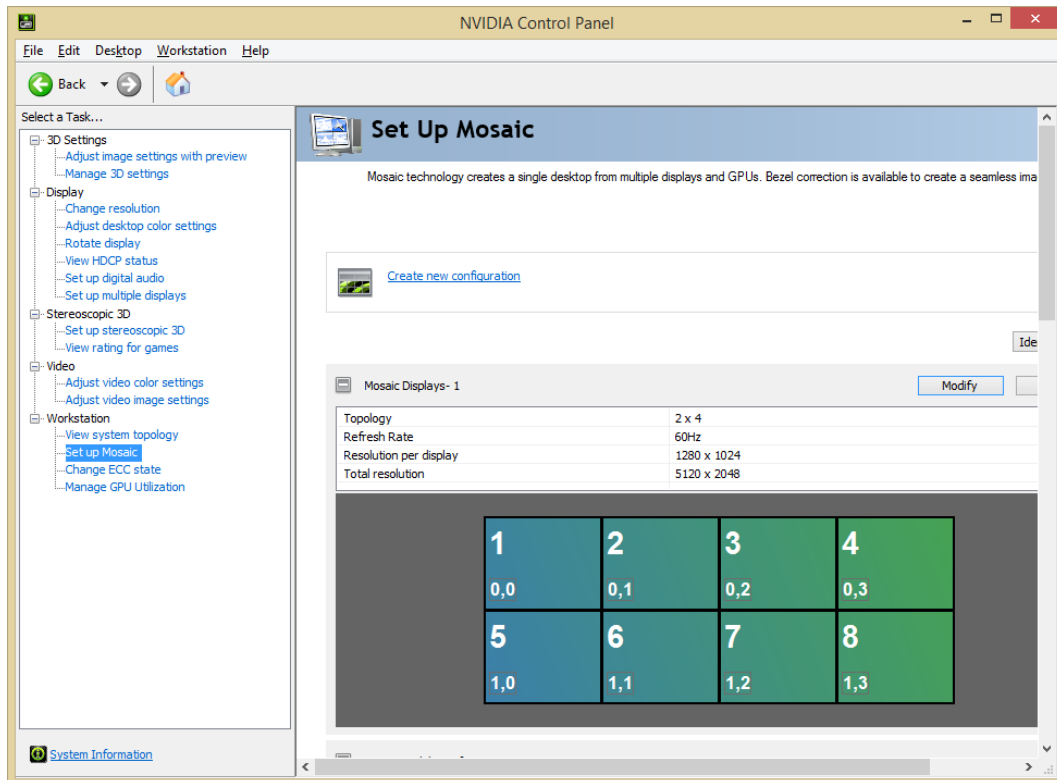 NVIDIA Control Panel
File Edit Desktop Workstation Help
Back
Select a Task...
3D Settings
Adjust image settings with preview
Manage 3D settings
Display
Change resolution
Adjust desktop color settings
Rotate display
View HDCP status
Set up digital audio
Set up multiple displays
Stereoscopic 3D
Set up stereoscopic 3D
View rating for games
Video
Adjust video color settings
Adjust video image settings
Workstation
View system topology
Set up Mosaic
Change ECC state
Manage GPU Utilization
System Information
Set Up Mosaic
Mosaic technology creates a single desktop from multiple displays and GPUs. Bezel correction is available to create a seamless ima
Create new configuration
Ide
Mosaic Displays- 1 Modify
Topology 2 x 4
Refresh Rate 60Hz
Resolution per display 1280 x 1024
Total resolution 5120 x 2048
1 2 3 4
0,0 0,1 0,2 0,3
5 6 7 8
1,0 1,1 1,2 1,3